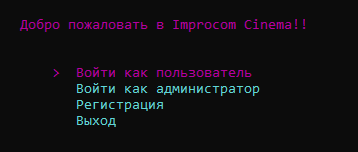 Добро пожаловать в Improcom Cinema!!
> Войти как пользователь
Войти как администратор
Регистрация
Выход